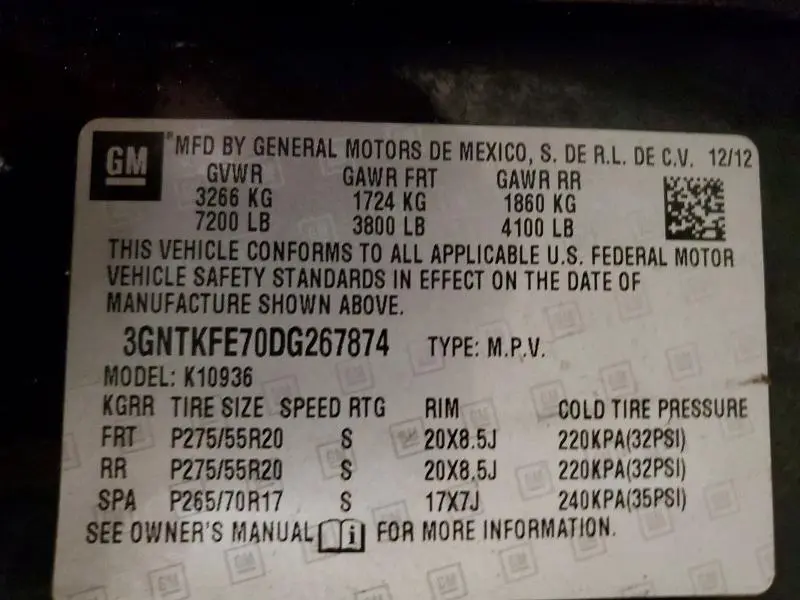 GM
MFD BY GENERAL MOTORS DE MEXICO, S. DE R.L. DE C.V. 12/12
GVWR GAWR FRT GAWR RR
3266 KG 1724 KG 1860 KG
7200 LB 3800 LB 4100 LB
THIS VEHICLE CONFORMS TO ALL APPLICABLE U.S. FEDERAL MOTOR
VEHICLE SAFETY STANDARDS IN EFFECT ON THE DATE OF
MANUFACTURE SHOWN ABOVE.
3GNTKFE70DG267874 TYPE: M.P.V.
MODEL: K10936
KGRR TIRE SIZE SPEED RTG RIM COLD TIRE PRESSURE
FRT P275/55R20 S 20X8.5J 220KPA(32PSI)
RR P275/55R20 S 20X8.5J 220KPA(32PSI)
SPA P265/70R17 S 17X7J 240KPA(35PSI)
SEE OWNER'S MANUAL i FOR MORE INFORMATION.